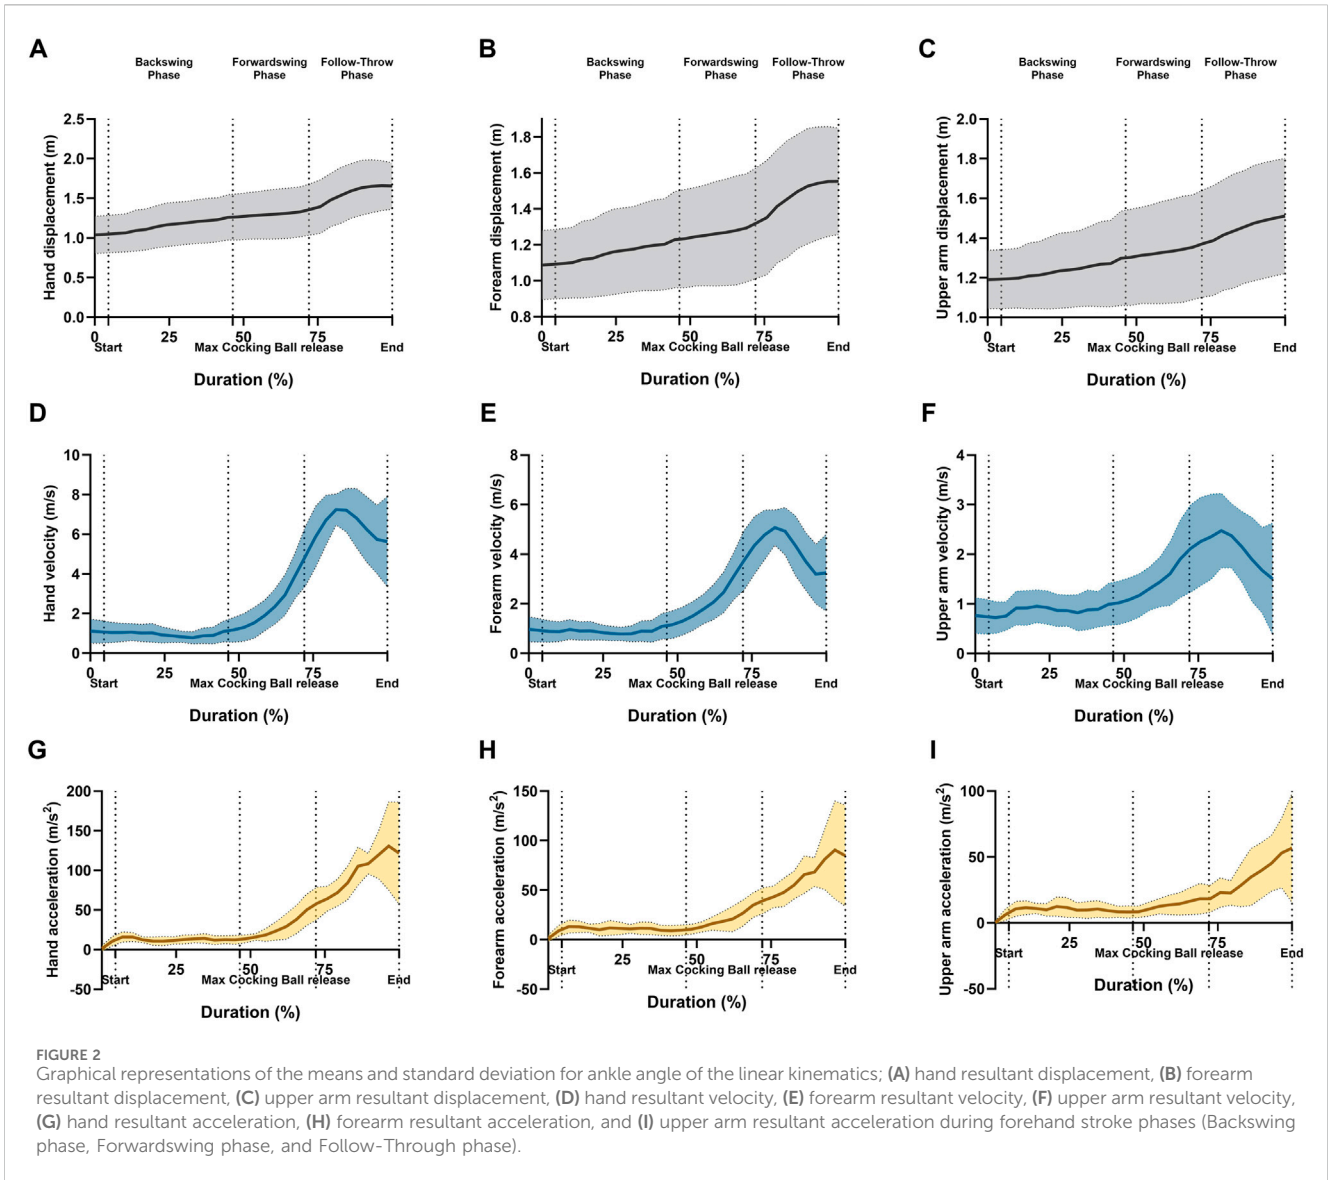 A
Backswing Phase
Forwardswing Phase
Follow-Throw Phase
Hand displacement (m)
2.5
2.0
1.5
1.0
0.5
0.0
0 25 75
Start Max Cocking Ball release End
Duration (%)
B
Backswing Phase
Forwardswing Phase
Follow-Throw Phase
Forearm displacement (m)
1.8
1.6
1.4
1.2
1.0
0.8
0 25 50 75
Start Max Cocking Ball release End
Duration (%)
C
Backswing Phase
Forwardswing Phase
Follow-Throw Phase
Upper arm displacement (m)
2.0
1.8
1.6
1.4
1.2
1.0
0 25 50 75
Start Max Cocking Ball release End
Duration (%)
D
Hand velocity (m/s)
10
8
6
4
2
0
0 25 50 75
Start Max Cocking Ball release End
Duration (%)
E
Forearm velocity (m/s)
8
6
4
2
0
0 25 50 75
Start Max Cocking Ball release End
Duration (%)
F
Upper arm velocity (m/s)
4
3
2
1
0
0 25 50 75
Start Max Cocking Ball release End
Duration (%)
G
Hand acceleration (m/s²)
200
150
100
50
0
-50
25 50 75
Start Max Cocking Ball release End
Duration (%)
H
Forearm acceleration (m/s²)
150
100
50
0
-50
25 50 75
Start Max Cocking Ball release End
Duration (%)
I
Upper arm acceleration (m/s²)
100
50
0
-50
25 50 75
Start Max Cocking Ball release End
Duration (%)
FIGURE 2
Graphical representations of the means and standard deviation for ankle angle of the linear kinematics; (A) hand resultant displacement, (B) forearm
resultant displacement, (C) upper arm resultant displacement, (D) hand resultant velocity, (E) forearm resultant velocity, (F) upper arm resultant velocity,
(G) hand resultant acceleration, (H) forearm resultant acceleration, and (I) upper arm resultant acceleration during forehand stroke phases (Backswing
phase, Forwardswing phase, and Follow-Through phase).